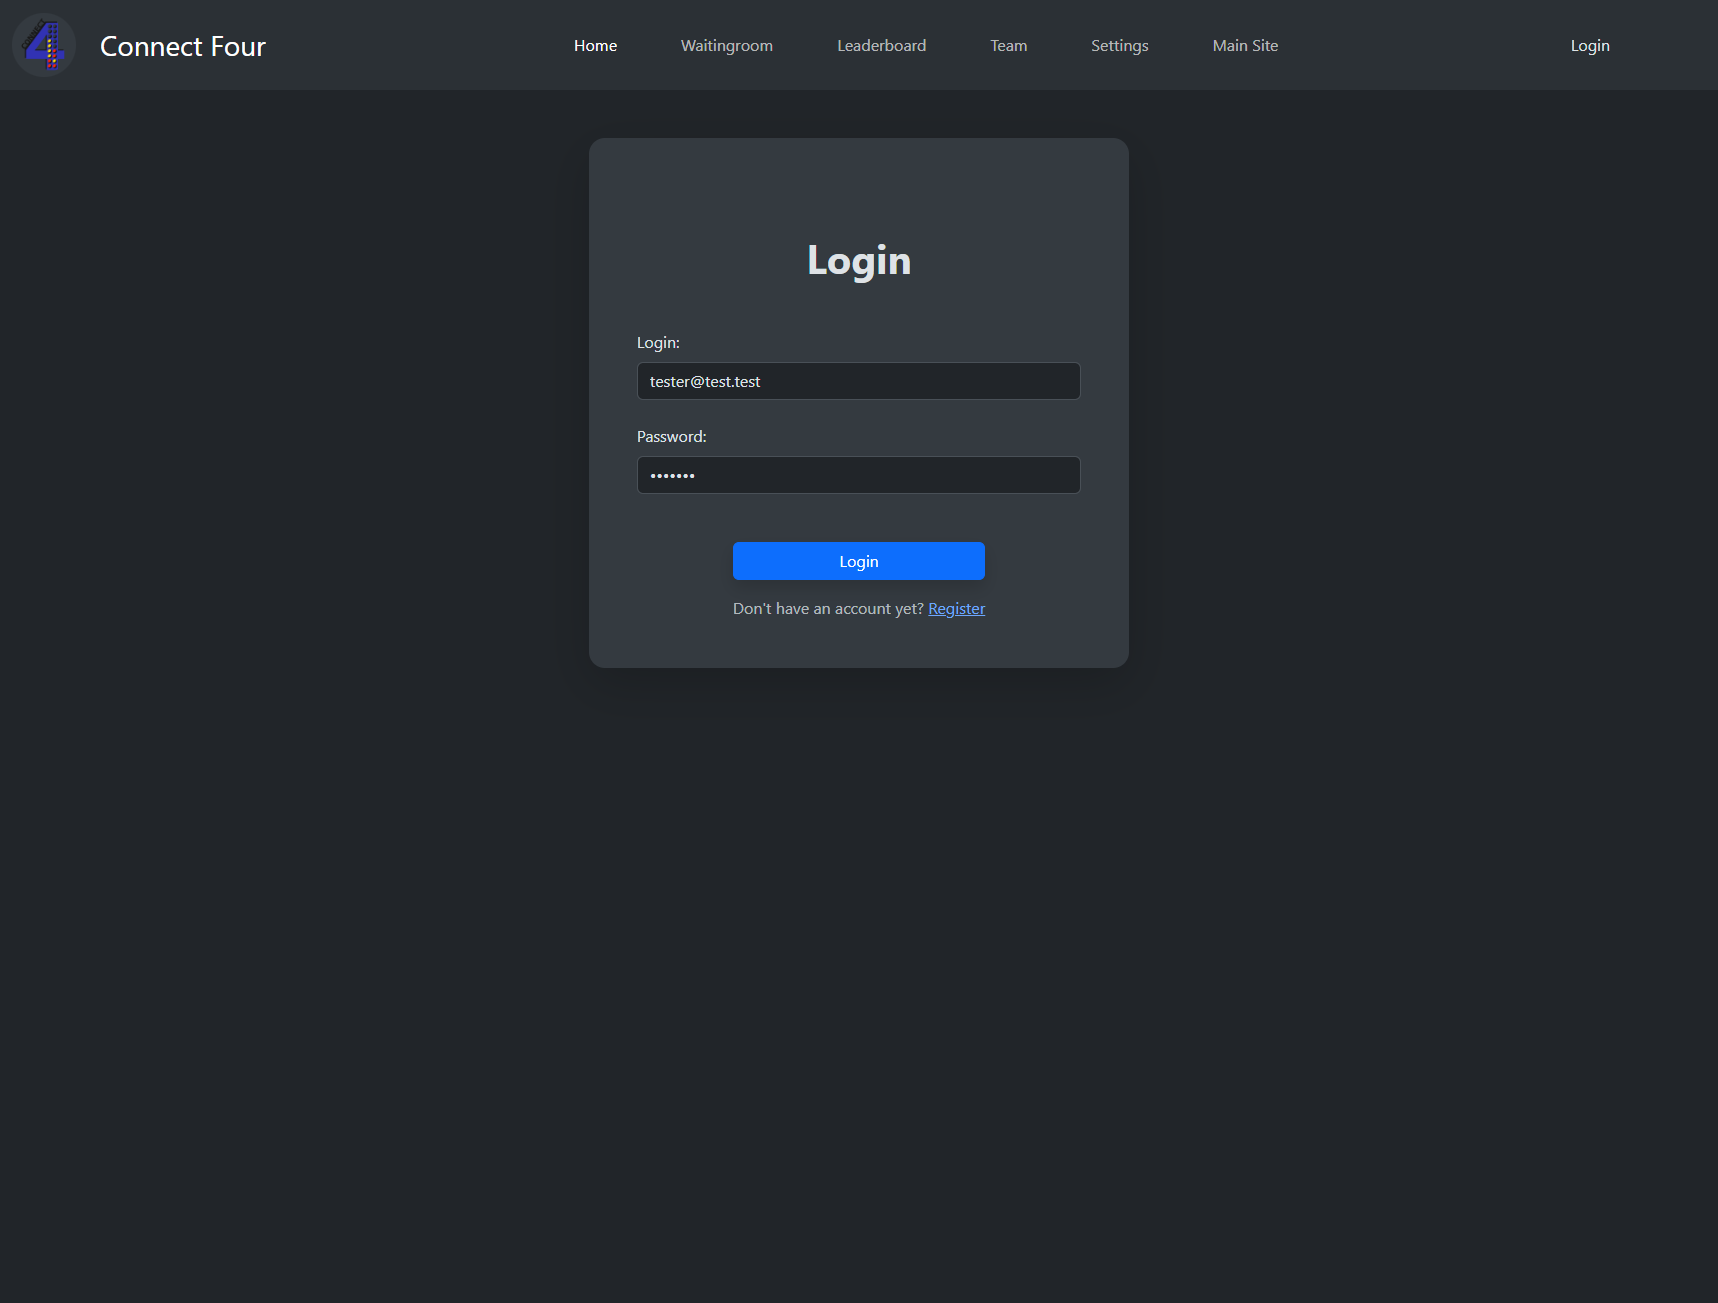 Connect Four
Home Waitingroom Leaderboard Team Settings Main Site Login
Login
Login:
tester@test.test
Password:
•••••••
Login
Don't have an account yet? Register